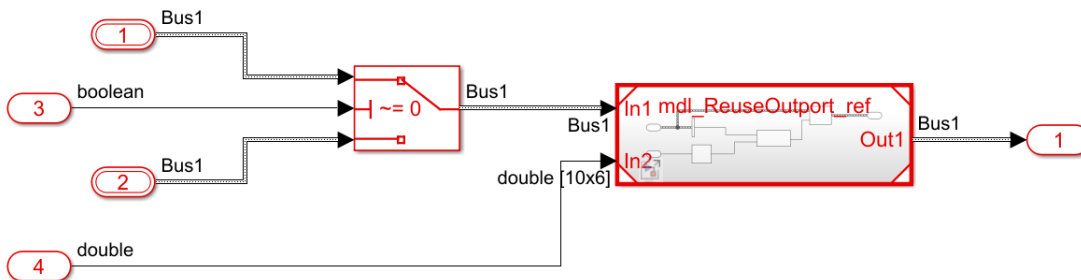 Bus1
1
boolean
3
~= 0
Bus1
Bus1
2
In1
mdl_ReuseOutport_ref
Bus1
In2
double [10x6]
Out1
Bus1
1
double
4